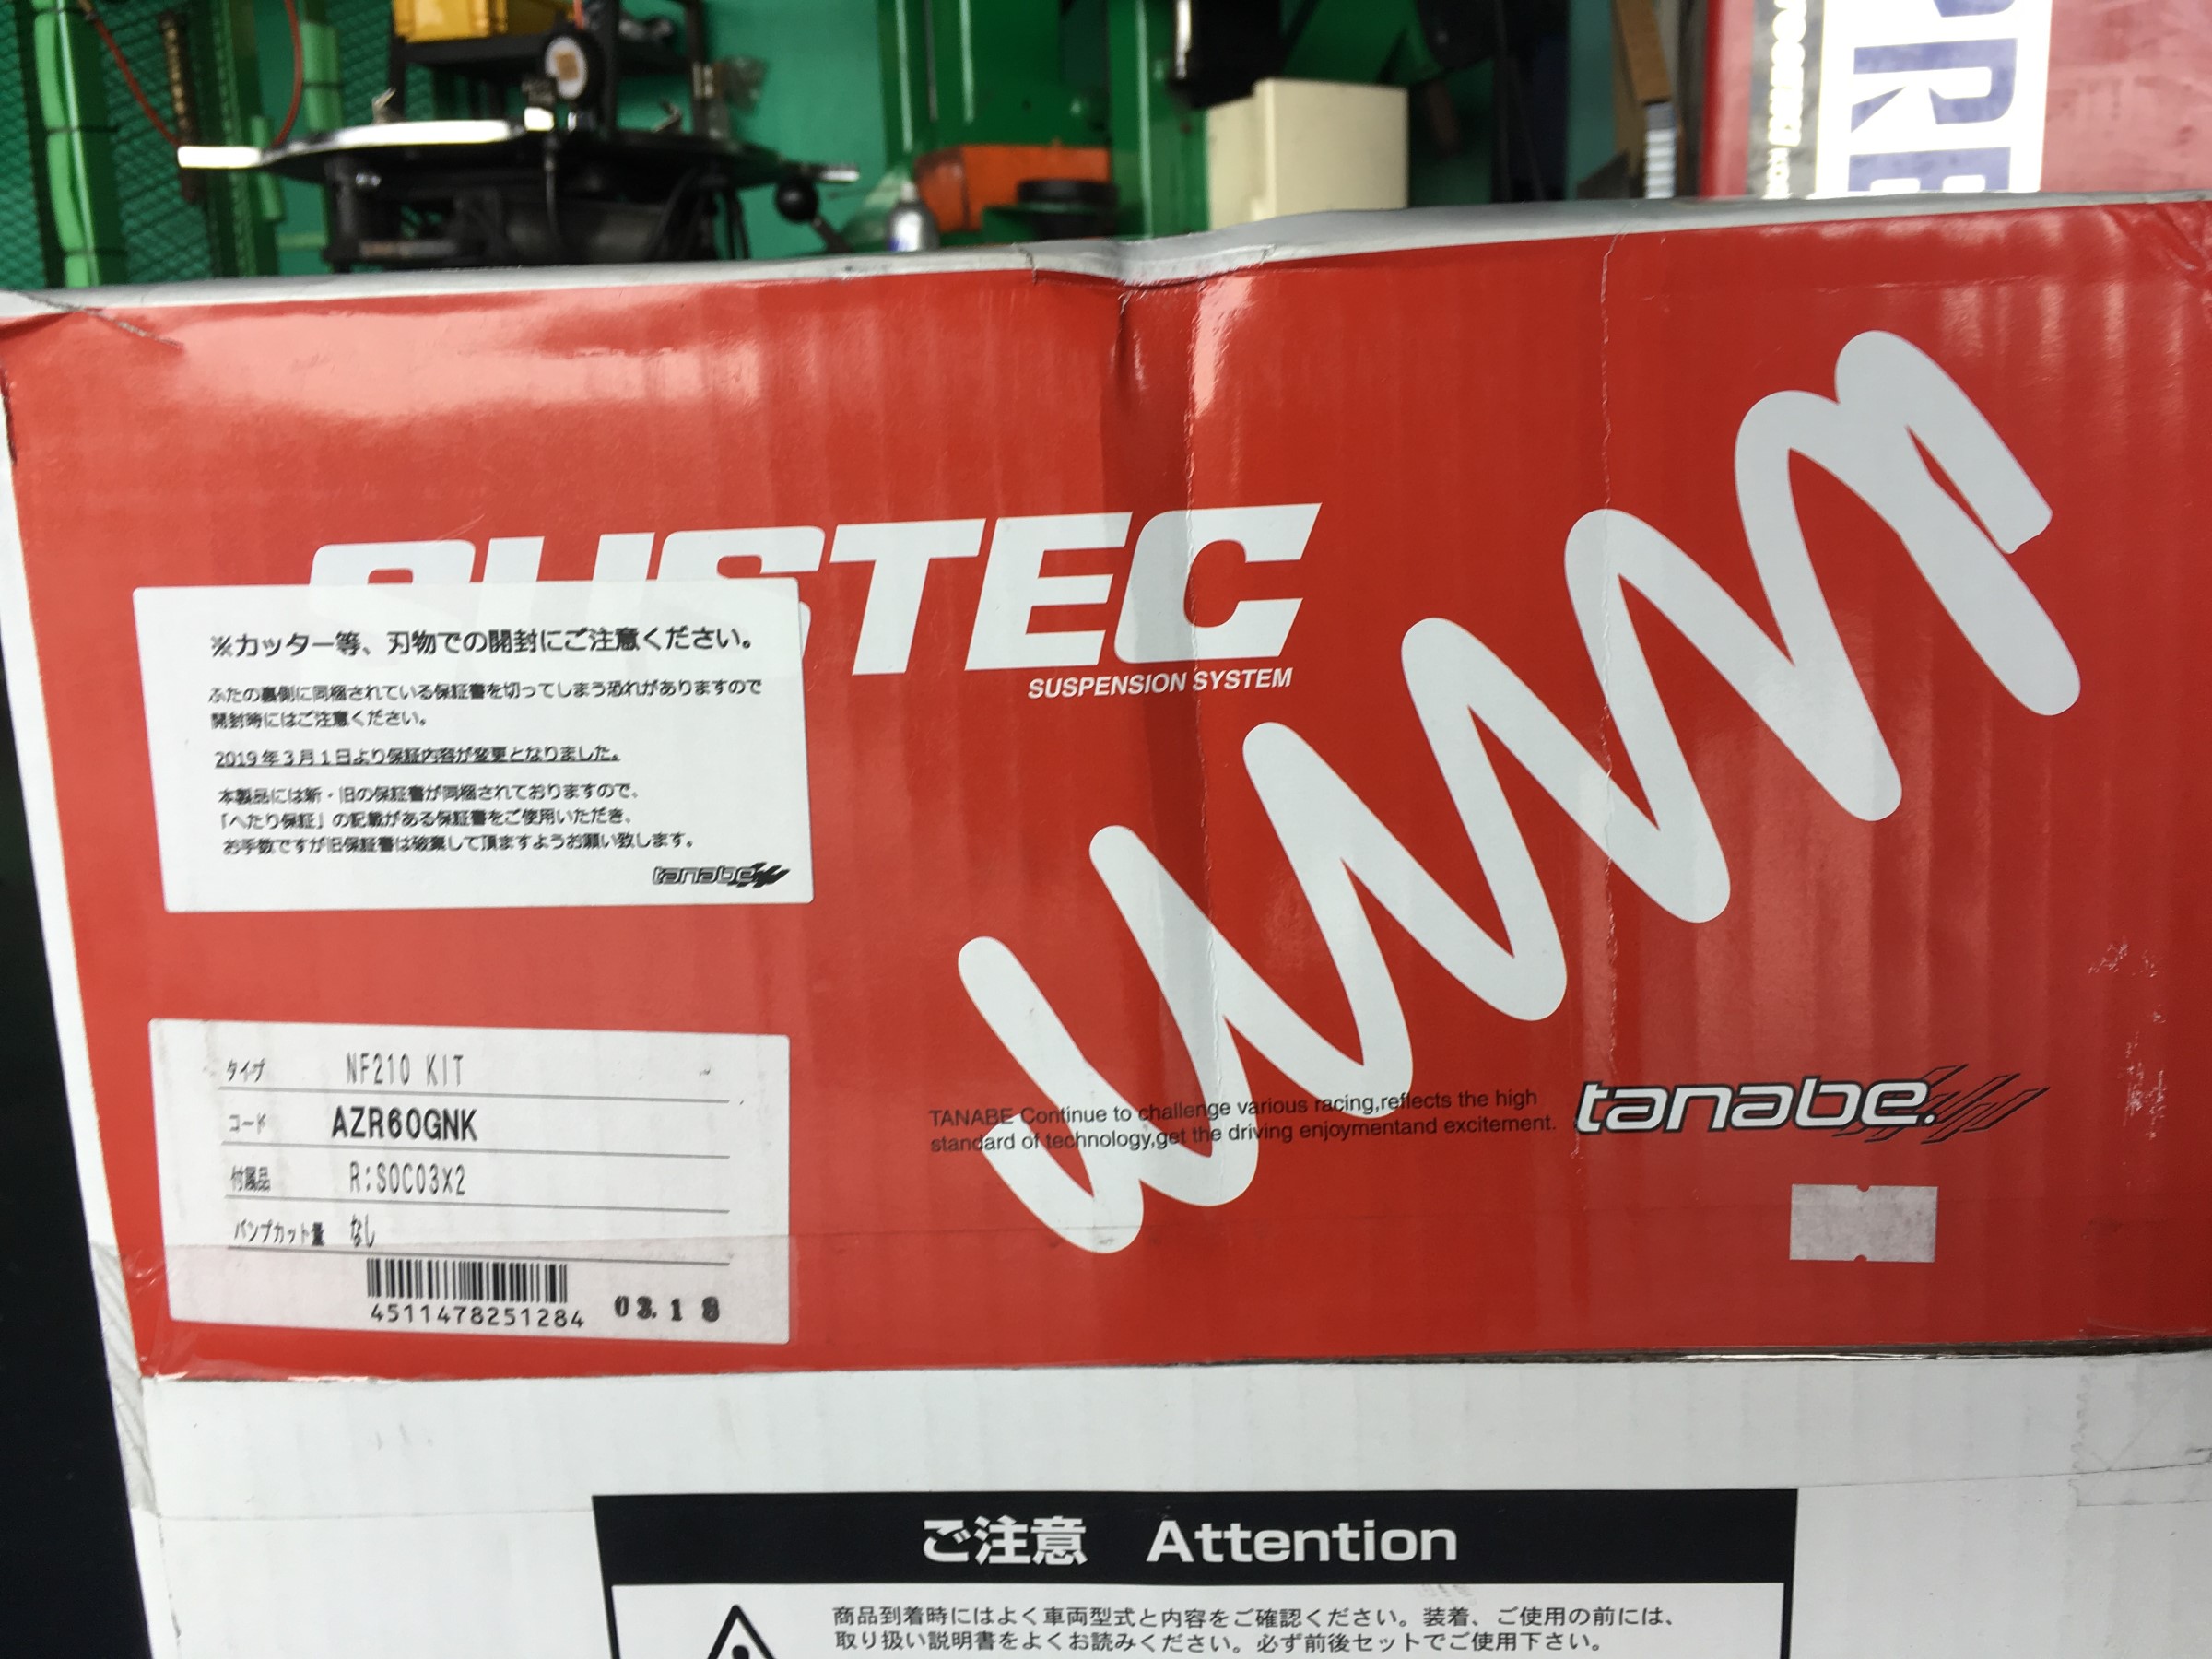 PRE
SUSTEC
SUSPENSION SYSTEM
※カッター等、刃物での開封にご注意ください。
ふたの裏側に同梱されている保証書を切ってしまう恐れがありますので
開封時にはご注意ください。
2019年3月1日より保証内容が変更となりました。
本製品には新・旧の保証書が同梱されておりますので、
「へたり保証」の記載がある保証書をご使用いただき、
お手数ですが旧保証書は破棄して頂ますようお願い致します。
tanabe
タイプ NF210 KIT
コード AZR60GNK
付属品 R:SOC03X2
バンプカット量 なし
4511478251284
TANABE Continue to challenge various racing,reflects the high
standard of technology,get the driving enjoymentand excitement.
tanabe.
ご注意 Attention
商品到着時にはよく車両型式と内容をご確認ください。装着、ご使用の前には、
取り扱い説明書をよくお読みください。必ず前後セットでご使用下さい。